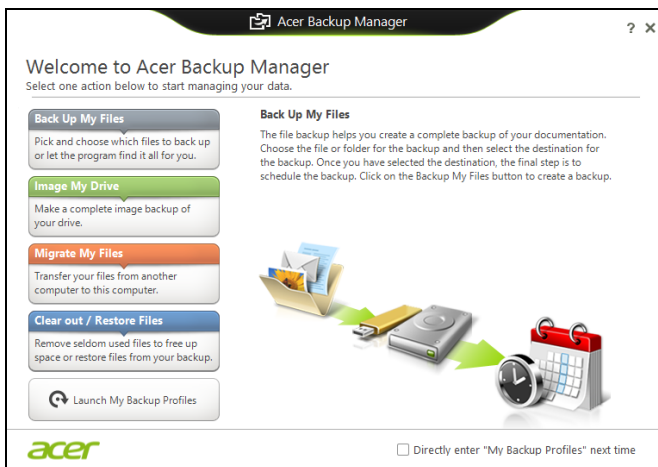 Acer Backup Manager
? X
Welcome to Acer Backup Manager
Select one action below to start managing your data.
Back Up My Files
Pick and choose which files to back up
or let the program find it all for you.
Image My Drive
Make a complete image backup of
your drive.
Migrate My Files
Transfer your files from another
computer to this computer.
Clear out / Restore Files
Remove seldom used files to free up
space or restore files from your backup.
Launch My Backup Profiles
Back Up My Files
The file backup helps you create a complete backup of your documentation.
Choose the file or folder for the backup and then select the destination for
the backup. Once you have selected the destination, the final step is to
schedule the backup. Click on the Backup My Files button to create a backup.
acer
Directly enter "My Backup Profiles" next time